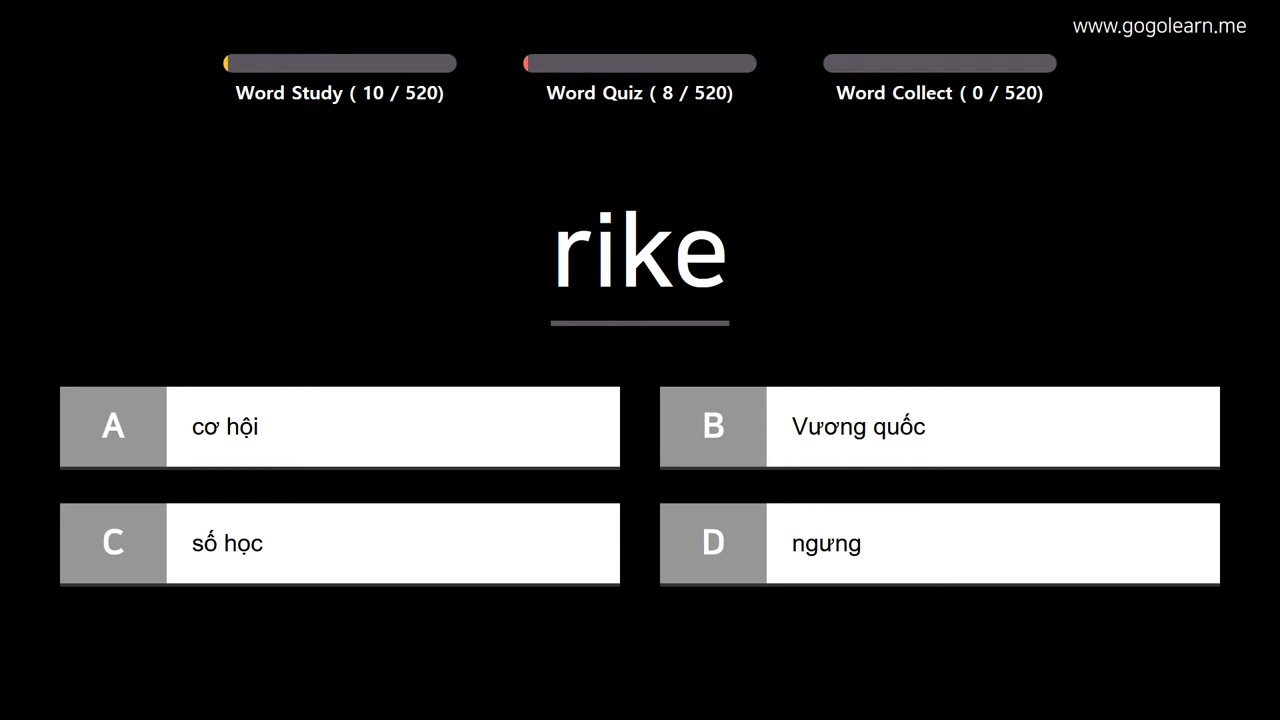 www.gogolearn.me
Word Study ( 10 / 520)
Word Quiz ( 8 / 520)
Word Collect ( 0 / 520)
rike
A cơ hội
B Vương quốc
C số học
D ngưng